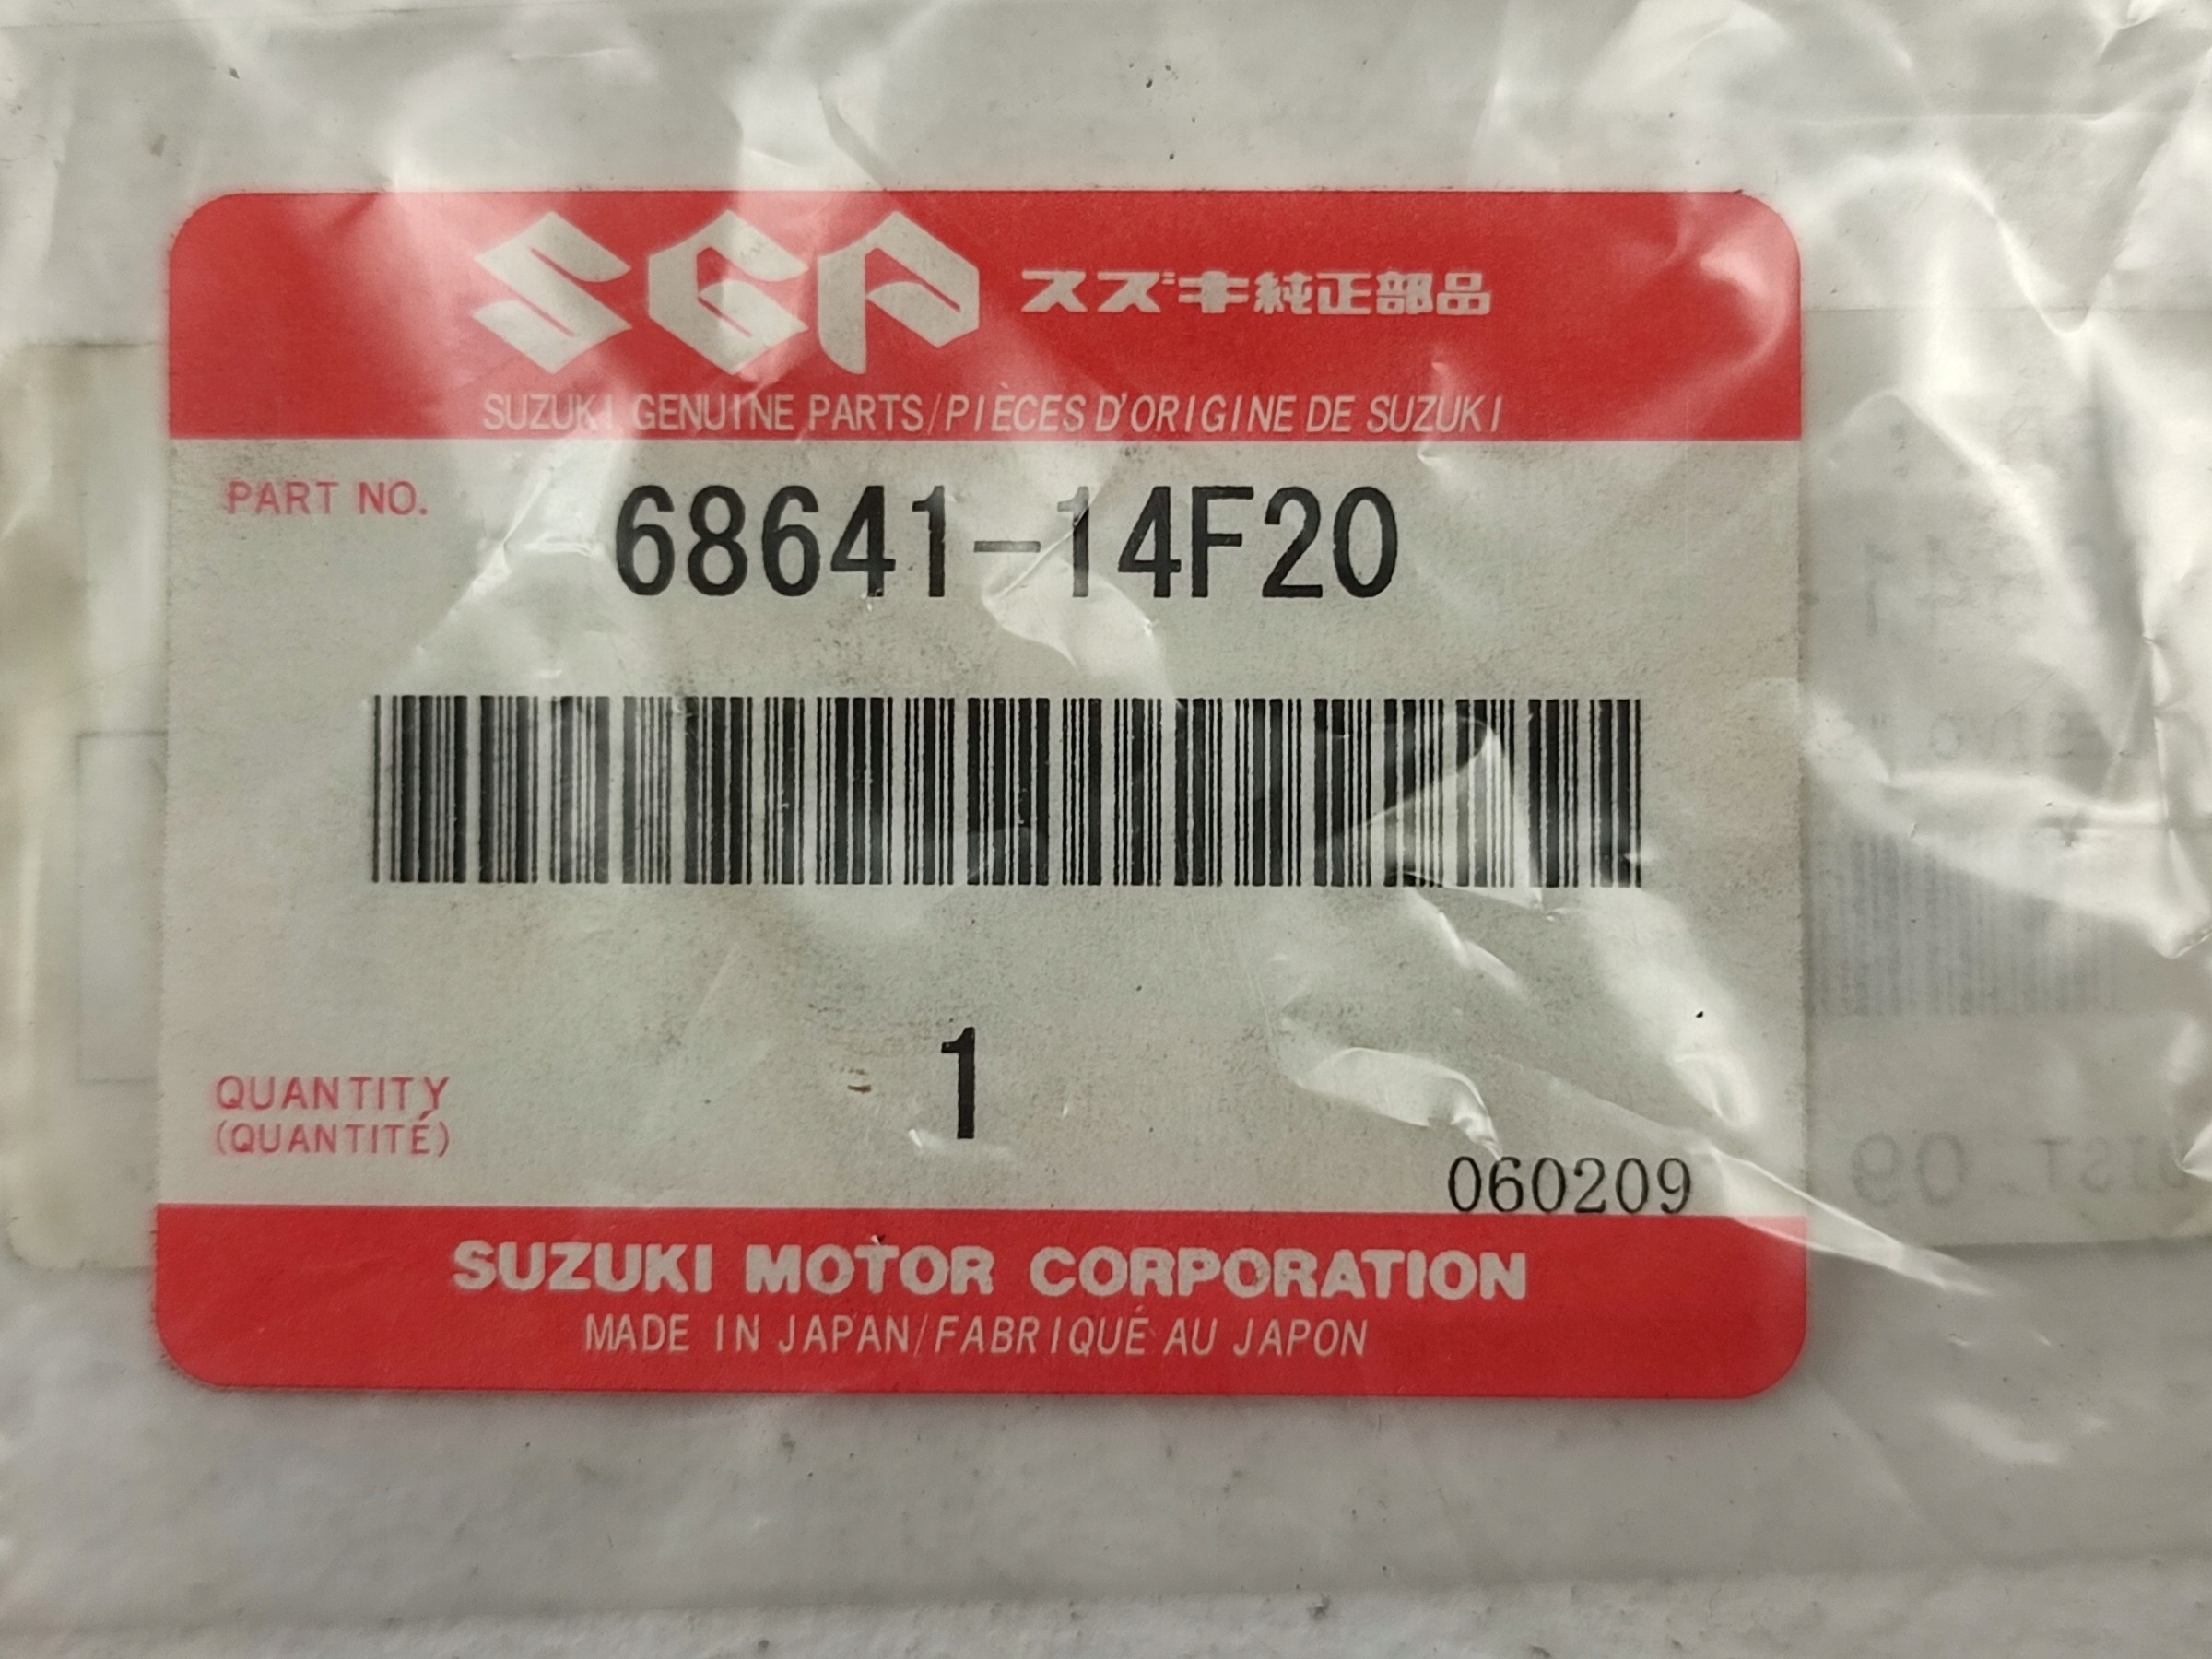 SGP スズキ純正部品
SUZUKI GENUINE PARTS/PIÈCES D'ORIGINE DE SUZUKI
PART NO. 68641-14F20
1
QUANTITY
(QUANTITÉ)
060209
SUZUKI MOTOR CORPORATION
MADE IN JAPAN/FABRIQUÉ AU JAPON